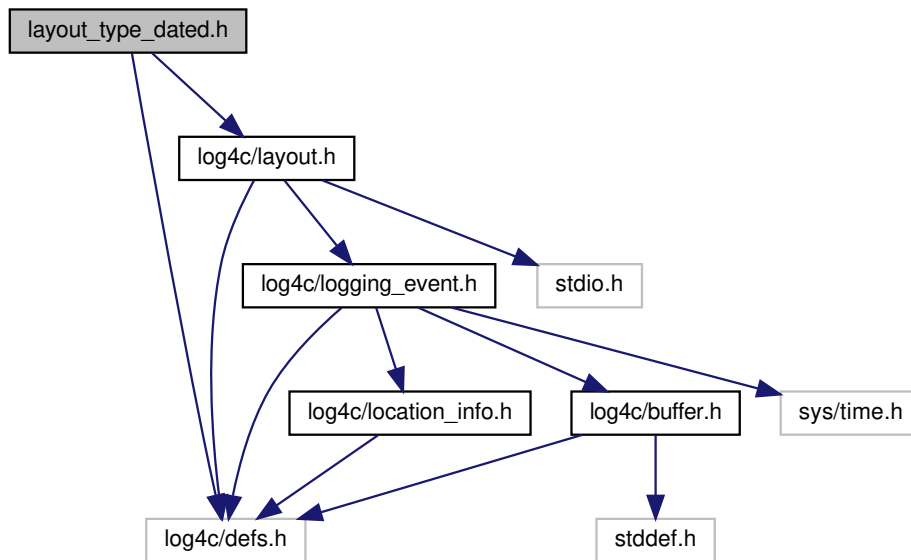 layout_type_dated.h
log4c/layout.h
log4c/logging_event.h
stdio.h
log4c/location_info.h
log4c/buffer.h
sys/time.h
log4c/defs.h
stddef.h